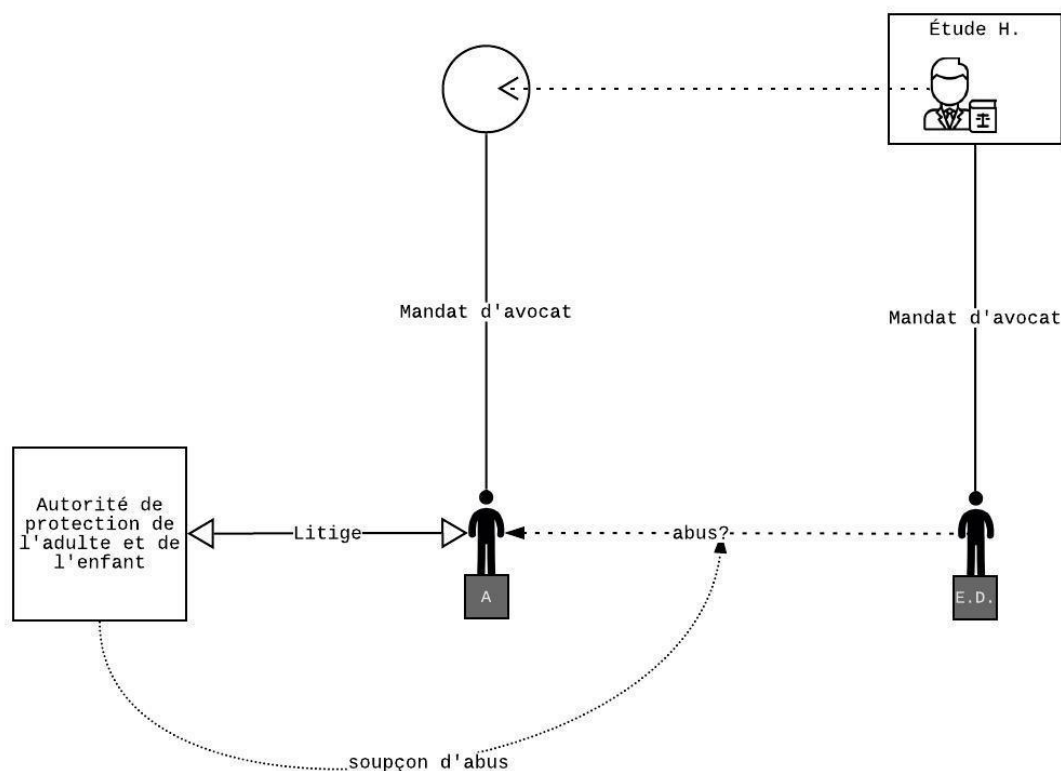 Étude H.
Mandat d'avocat
Mandat d'avocat
Autorité de
protection de
l'adulte et de
l'enfant
Litige
abus?
A
E.D.
soupçon d'abus